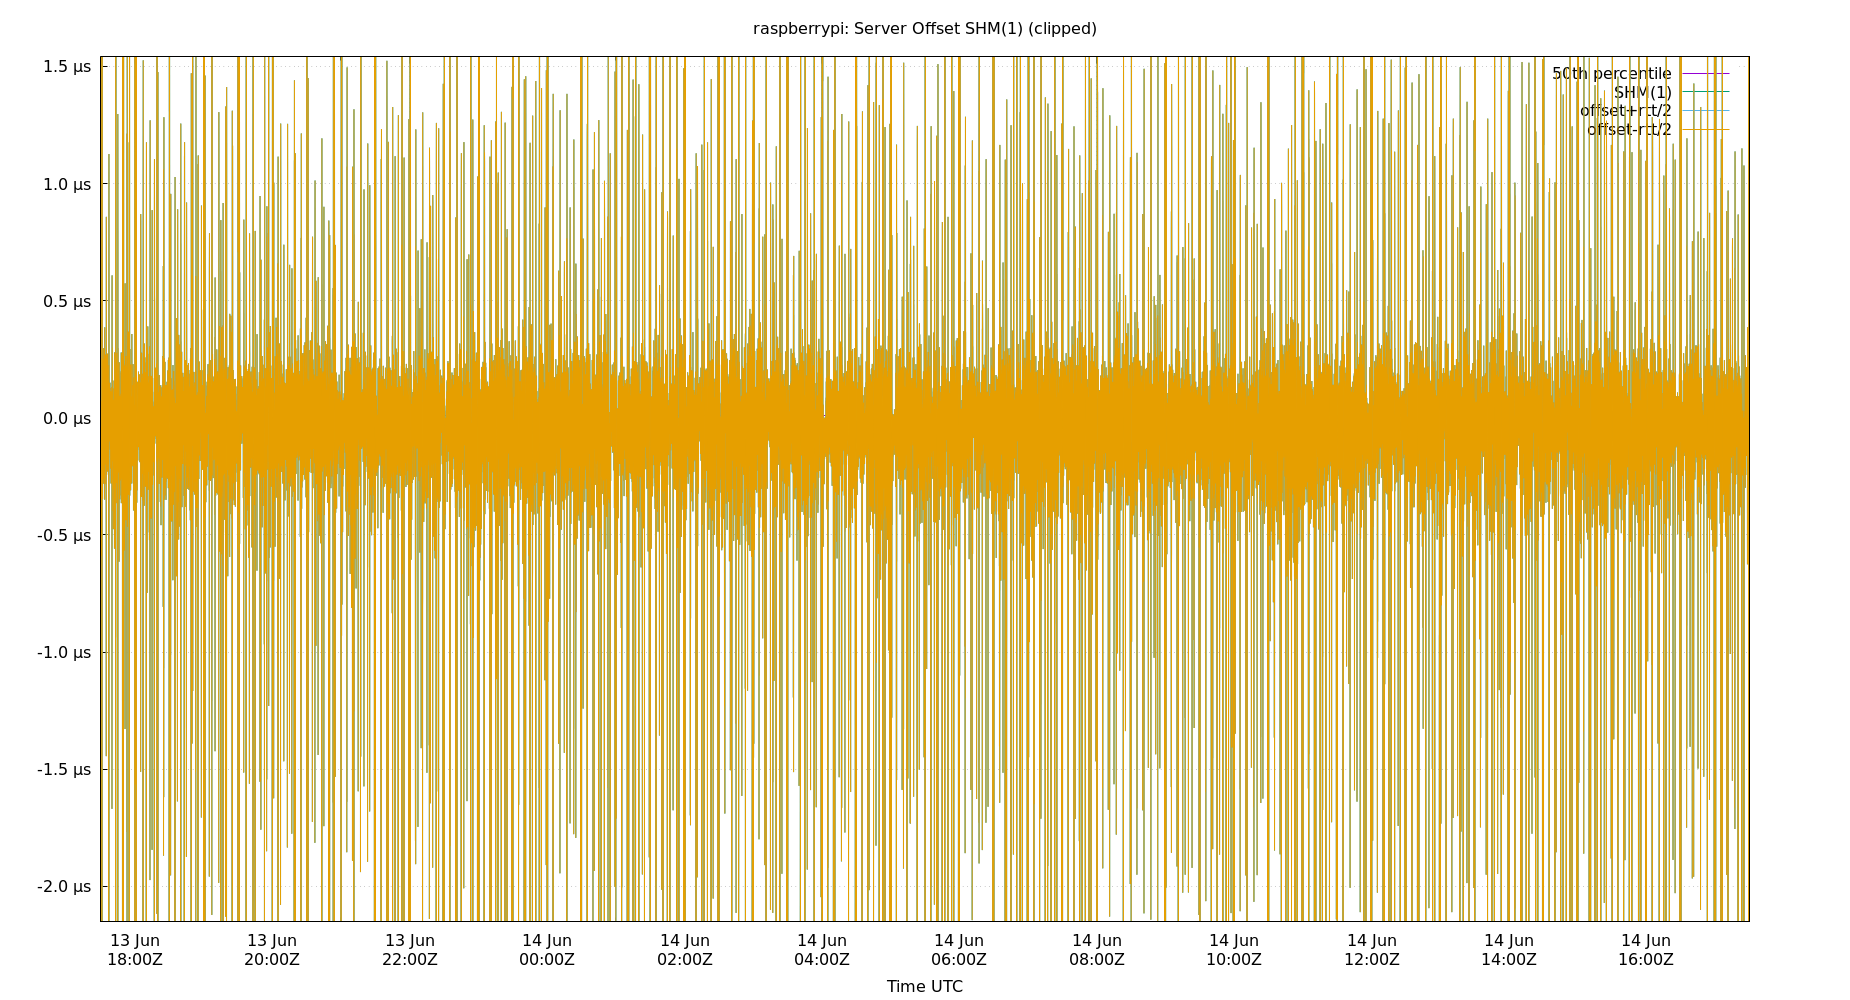 raspberrypi: Server Offset SHM(1) (clipped)
1.5 µs
1.0 µs
0.5 µs
0.0 µs
-0.5 µs
-1.0 µs
-1.5 µs
-2.0 µs
50th percentile
SHM(1)
offset+rtt/2
offset-rtt/2
13 Jun 13 Jun 13 Jun 14 Jun 14 Jun 14 Jun 14 Jun 14 Jun 14 Jun 14 Jun 14 Jun 14 Jun
18:00Z 20:00Z 22:00Z 00:00Z 02:00Z 04:00Z 06:00Z 08:00Z 10:00Z 12:00Z 14:00Z 16:00Z
Time UTC